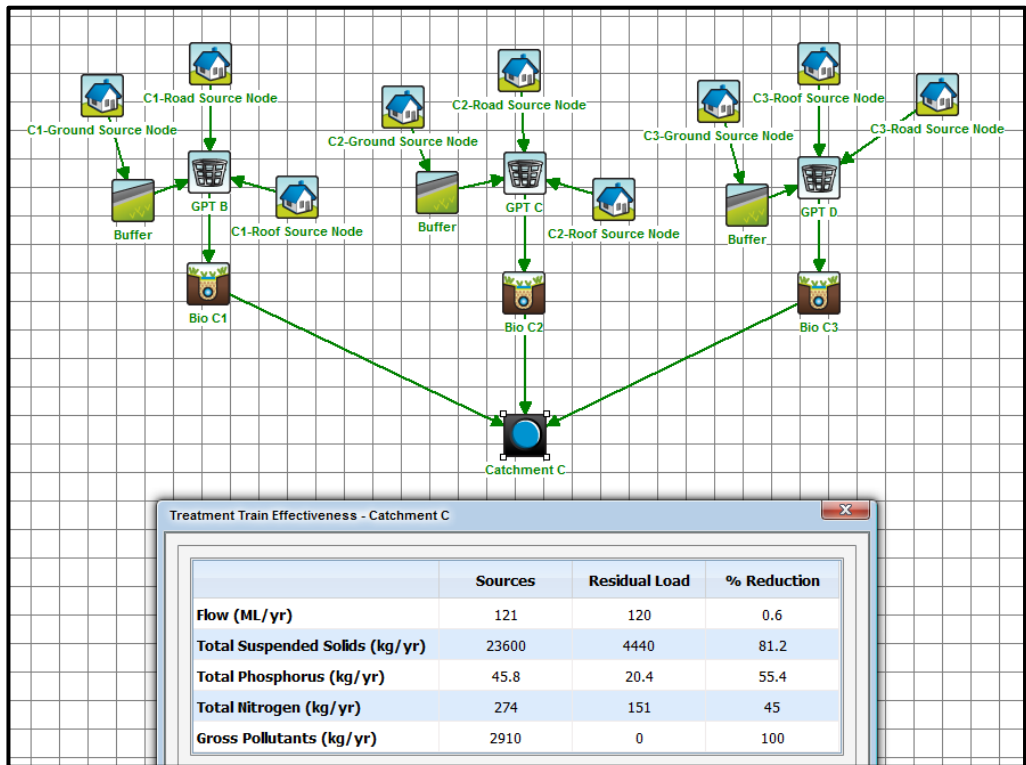 C1-Road Source Node
C2-Road Source Node
C3-Roof Source Node
C1-Ground Source Node
C2-Ground Source Node
C3-Ground Source Node
C3-Road Source Node
GPT B
GPT C
GPT D
Buffer
C1-Roof Source Node
Buffer
C2-Roof Source Node
Buffer
Bio C1
Bio C2
Bio C3
Catchment C
Treatment Train Effectiveness - Catchment C
Sources Residual Load % Reduction
Flow (ML/yr) 121 120 0.6
Total Suspended Solids (kg/yr) 23600 4440 81.2
Total Phosphorus (kg/yr) 45.8 20.4 55.4
Total Nitrogen (kg/yr) 274 151 45
Gross Pollutants (kg/yr) 2910 0 100